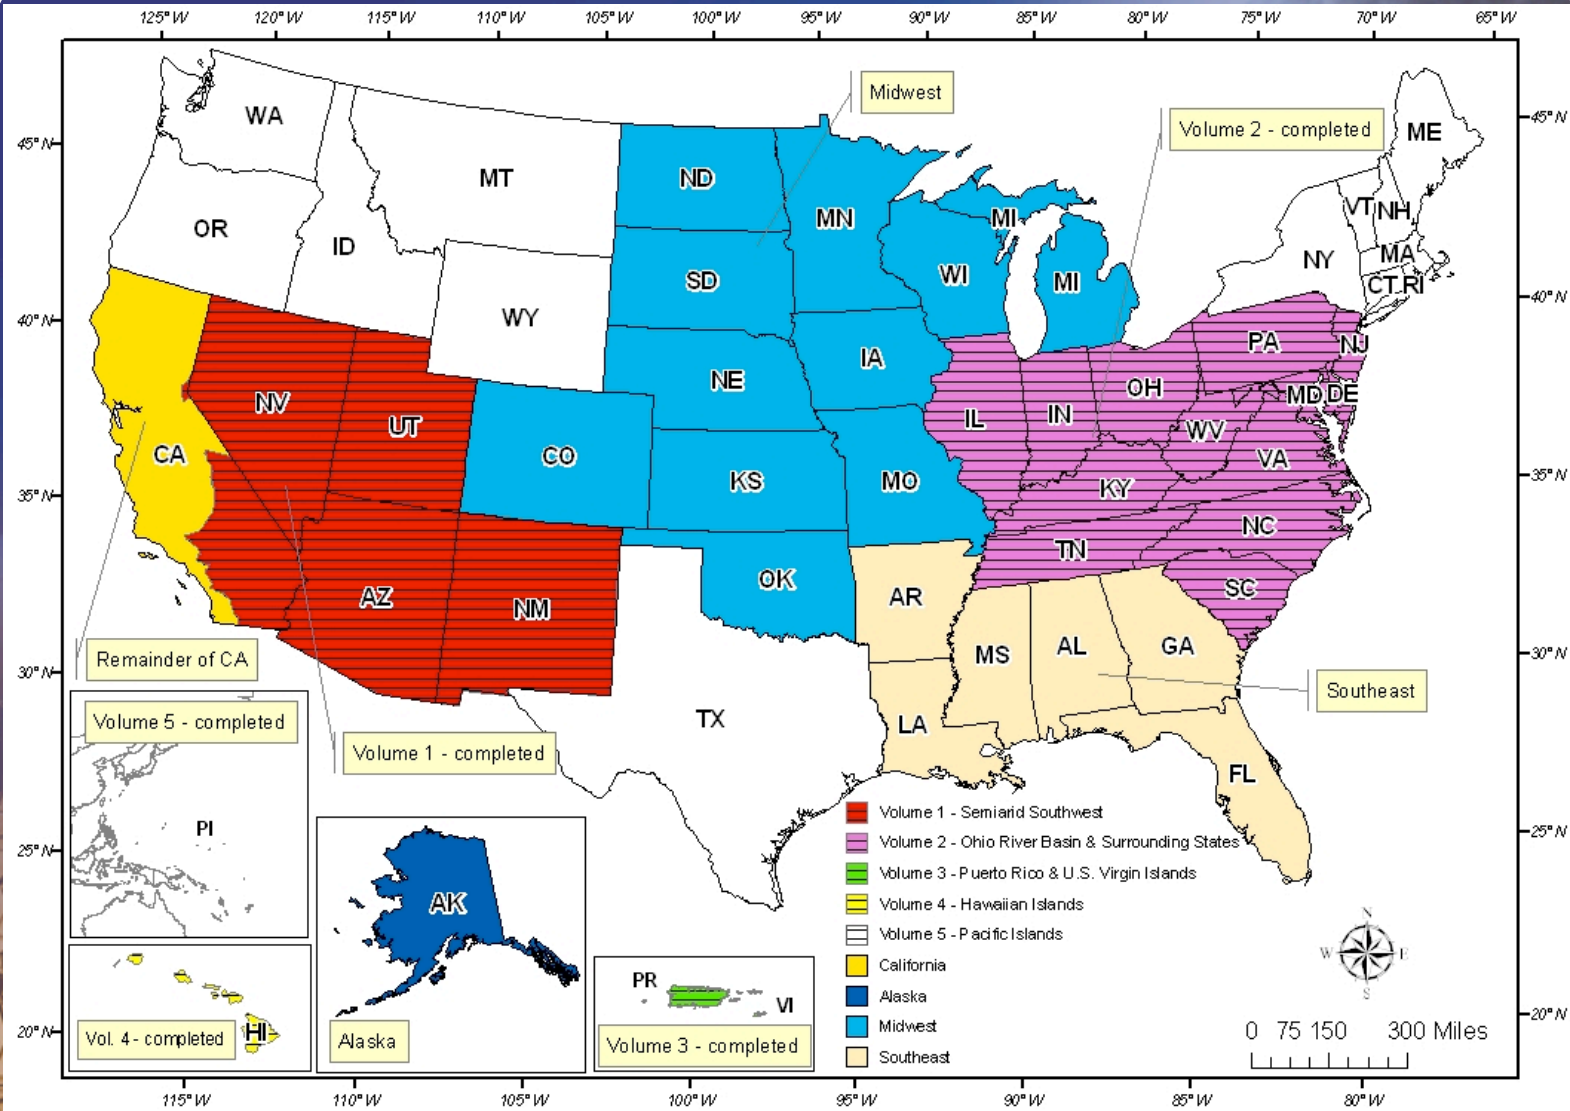 125° W 120° W 115° W 110° W 105° W 100° W 95° W 90° W 85° W 80° W 75° W 70° W 65° W
Midwest
Volume 2 - completed
45° N
45° N
WA
ME
MT
ND
MN
MI
VT
NH
OR
ID
NY
MA
SD
WI
MI
CT
RI
40° N
40° N
WY
PA
NJ
IA
NE
OH
MD
DE
NV
UT
IL
IN
WV
CA
CO
KS
MO
KY
VA
35° N
35° N
NC
TN
OK
AZ
NM
AR
SC
MS
AL
GA
Remainder of CA
30° N
30° N
Southeast
Volume 5 - completed
TX
LA
Volume 1 - completed
FL
PI
25° N
25° N
AK
Volume 1 - Semiarid Southwest
Volume 2 - Ohio River Basin & Surrounding States
Volume 3 - Puerto Rico & U.S. Virgin Islands
Volume 4 - Hawaiian Islands
Volume 5 - Pacific Islands
California
Alaska
Midwest
Southeast
N
W E
S
PR
VI
20° N
20° N
HI
Vol. 4 - completed
Alaska
Volume 3 - completed
0 75 150 300 Miles
115° W 110° W 105° W 100° W 95° W 90° W 85° W 80° W